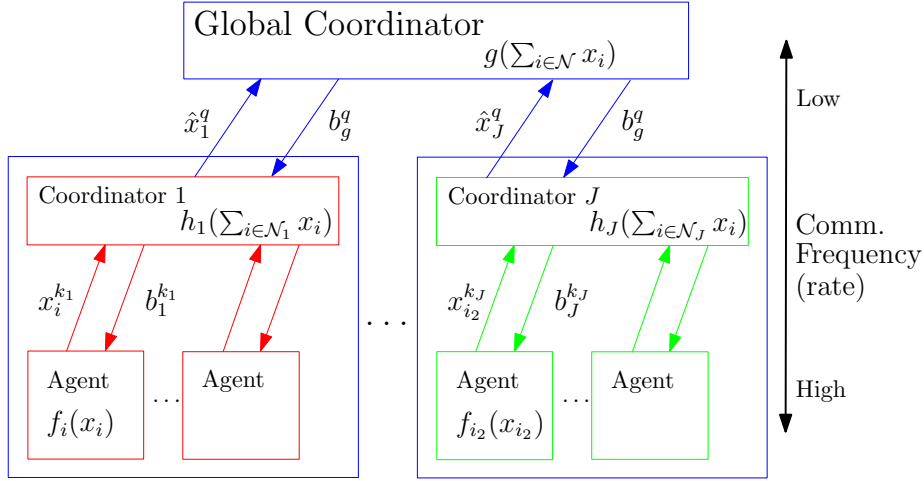 Global Coordinator
g(∑_{i∈𝒩} x_i)
x̂_1^q
b_g^q
x̂_J^q
b_g^q
Low
Coordinator 1
h_1(∑_{i∈𝒩_1} x_i)
Coordinator J
h_J(∑_{i∈𝒩_J} x_i)
Comm.
Frequency
(rate)
x_i^{k_1}
b_1^{k_1}
x_{i_2}^{k_J}
b_J^{k_J}
...
Agent
f_i(x_i)
...
Agent
Agent
f_{i_2}(x_{i_2})
...
Agent
High